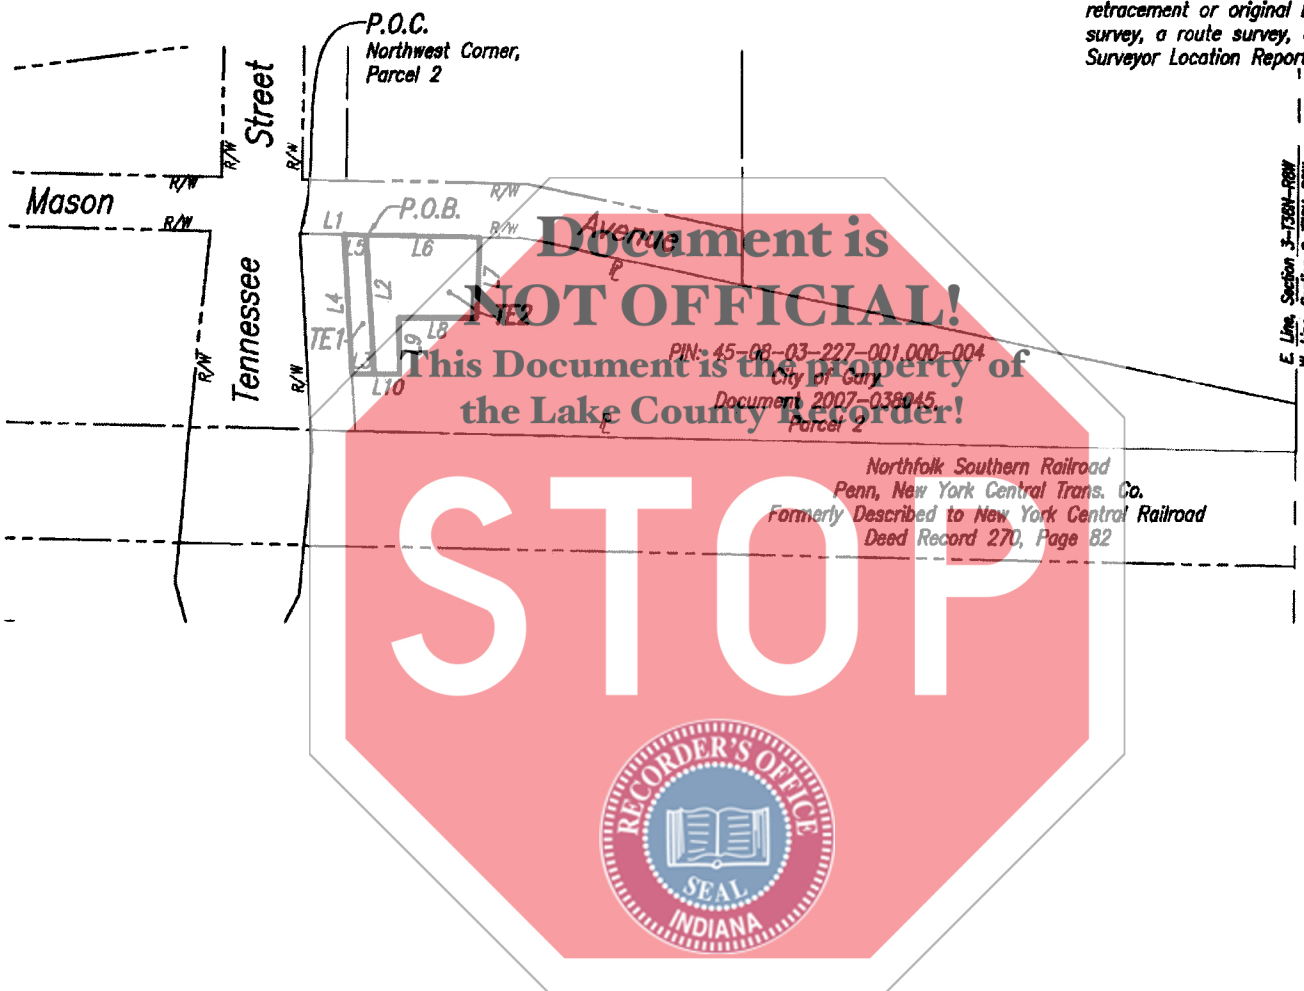 retracement or original
survey, a route survey,
Surveyor Location Report
P.O.C.
Northwest Corner,
Parcel 2
Street
R/W
R/W
R/W
R/W
Mason
R/W
R/W
L1
P.O.B.
Avenue
L5
L6
L7
L2
L4
TE1
TE2
L8
L9
L3
L10
Tennessee
R/W
R/W
PL
PL
Document is
NOT OFFICIAL!
This Document is the property of
the Lake County Recorder!
PIN: 45-08-03-227-001.000-004
City of Gary
Document 2007-038045,
Parcel 2
Northfolk Southern Railroad
Penn, New York Central Trans. Co.
Formerly Described to New York Central Railroad
Deed Record 270, Page 82
E Line, Section 3-T36N-R8W
STOP
RECORDER'S OFFICE
SEAL
INDIANA